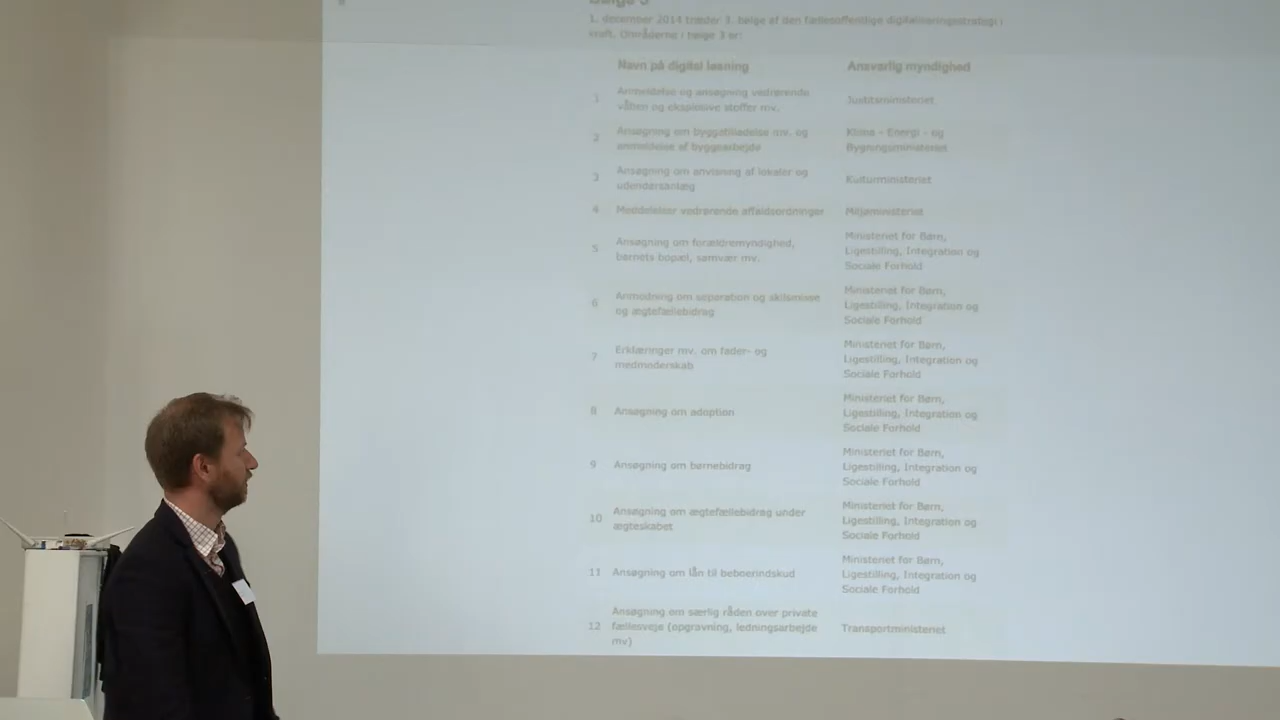 Bølge 3
1. december 2014 træder 3. bølge af den fællesoffentlige digitaliseringsstrategi i
kraft. Områderne i bølge 3 er:
Navn på digital løsning
Ansvarlig myndighed
1
Anmeldelse og ansøgning vedrørende
våben og eksplosive stoffer mv.
Justitsministeriet
2
Ansøgning om byggetilladelse mv. og
anmeldelse af byggearbejde
Klima - Energi - og
Bygningsministeriet
3
Ansøgning om anvisning af lokaler og
udendørsanlæg
Kulturministeriet
4
Meddelelser vedrørende affaldsordninger
Miljøministeriet
5
Ansøgning om forældremyndighed,
barnets bopæl, samvær mv.
Ministeriet for Børn,
Ligestilling, Integration og
Sociale Forhold
6
Anmodning om separation og skilsmisse
og ægtefællebidrag
Ministeriet for Børn,
Ligestilling, Integration og
Sociale Forhold
7
Erklæringer mv. om fader- og
medmoderskab
Ministeriet for Børn,
Ligestilling, Integration og
Sociale Forhold
8
Ansøgning om adoption
Ministeriet for Børn,
Ligestilling, Integration og
Sociale Forhold
9
Ansøgning om børnebidrag
Ministeriet for Børn,
Ligestilling, Integration og
Sociale Forhold
10
Ansøgning om ægtefællebidrag under
ægteskabet
Ministeriet for Børn,
Ligestilling, Integration og
Sociale Forhold
11
Ansøgning om lån til beboerindskud
Ministeriet for Børn,
Ligestilling, Integration og
Sociale Forhold
12
Ansøgning om særlig råden over private
fællesveje (opgravning, ledningsarbejde
mv)
Transportministeriet